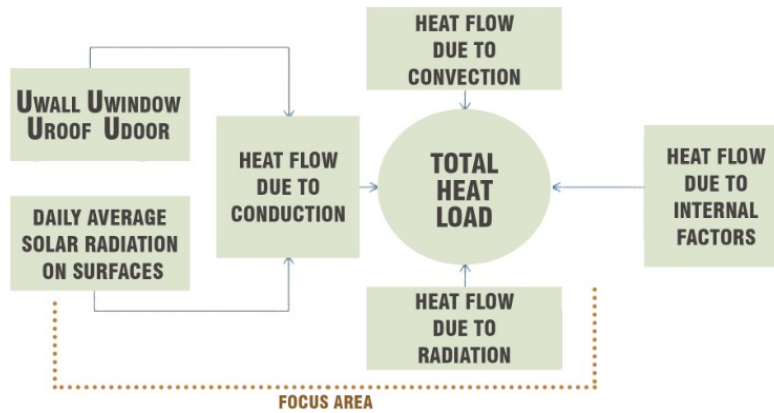 UWALL UWINDOW
UROOF UDOOR
DAILY AVERAGE
SOLAR RADIATION
ON SURFACES
HEAT FLOW
DUE TO
CONDUCTION
HEAT FLOW
DUE TO
CONVECTION
TOTAL
HEAT
LOAD
HEAT FLOW
DUE TO
RADIATION
HEAT FLOW
DUE TO
INTERNAL
FACTORS
FOCUS AREA